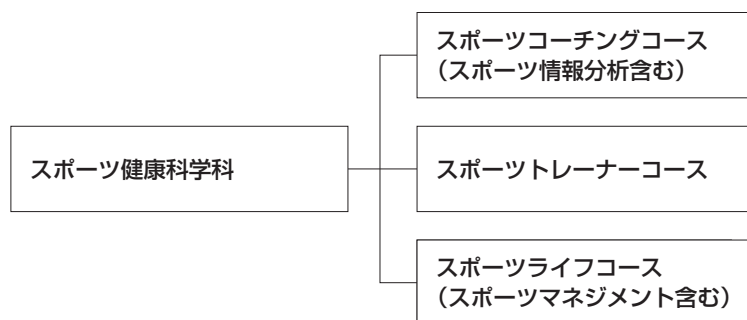 スポーツコーチングコース
（スポーツ情報分析含む）
スポーツ健康科学科
スポーツトレーナーコース
スポーツライフコース
（スポーツマネジメント含む）